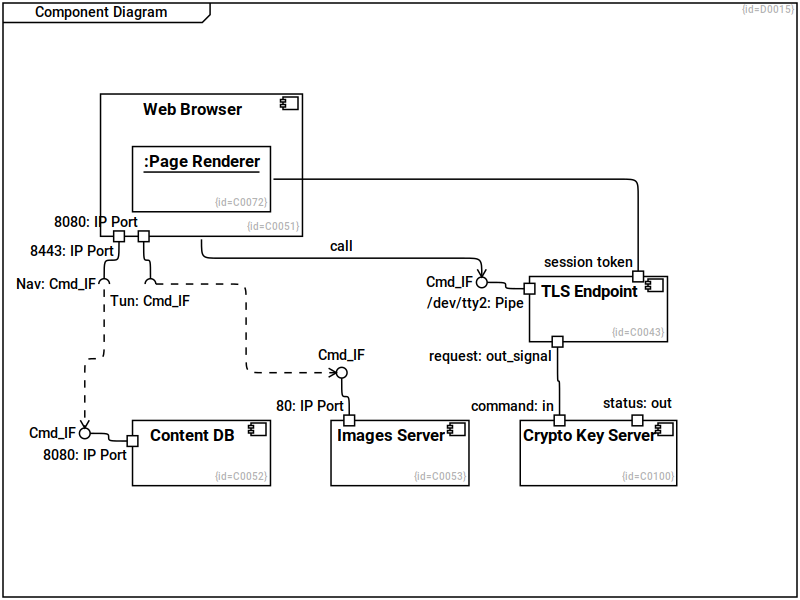 Component Diagram
{id=D0015}
Web Browser
:Page Renderer
{id=C0072}
{id=C0051}
8080: IP Port
8443: IP Port
call
session token
Nav: Cmd_IF
Tun: Cmd_IF
Cmd_IF
/dev/tty2: Pipe
TLS Endpoint
{id=C0043}
Cmd_IF
request: out_signal
80: IP Port
command: in
status: out
Cmd_IF
8080: IP Port
Content DB
{id=C0052}
Images Server
{id=C0053}
Crypto Key Server
{id=C0100}